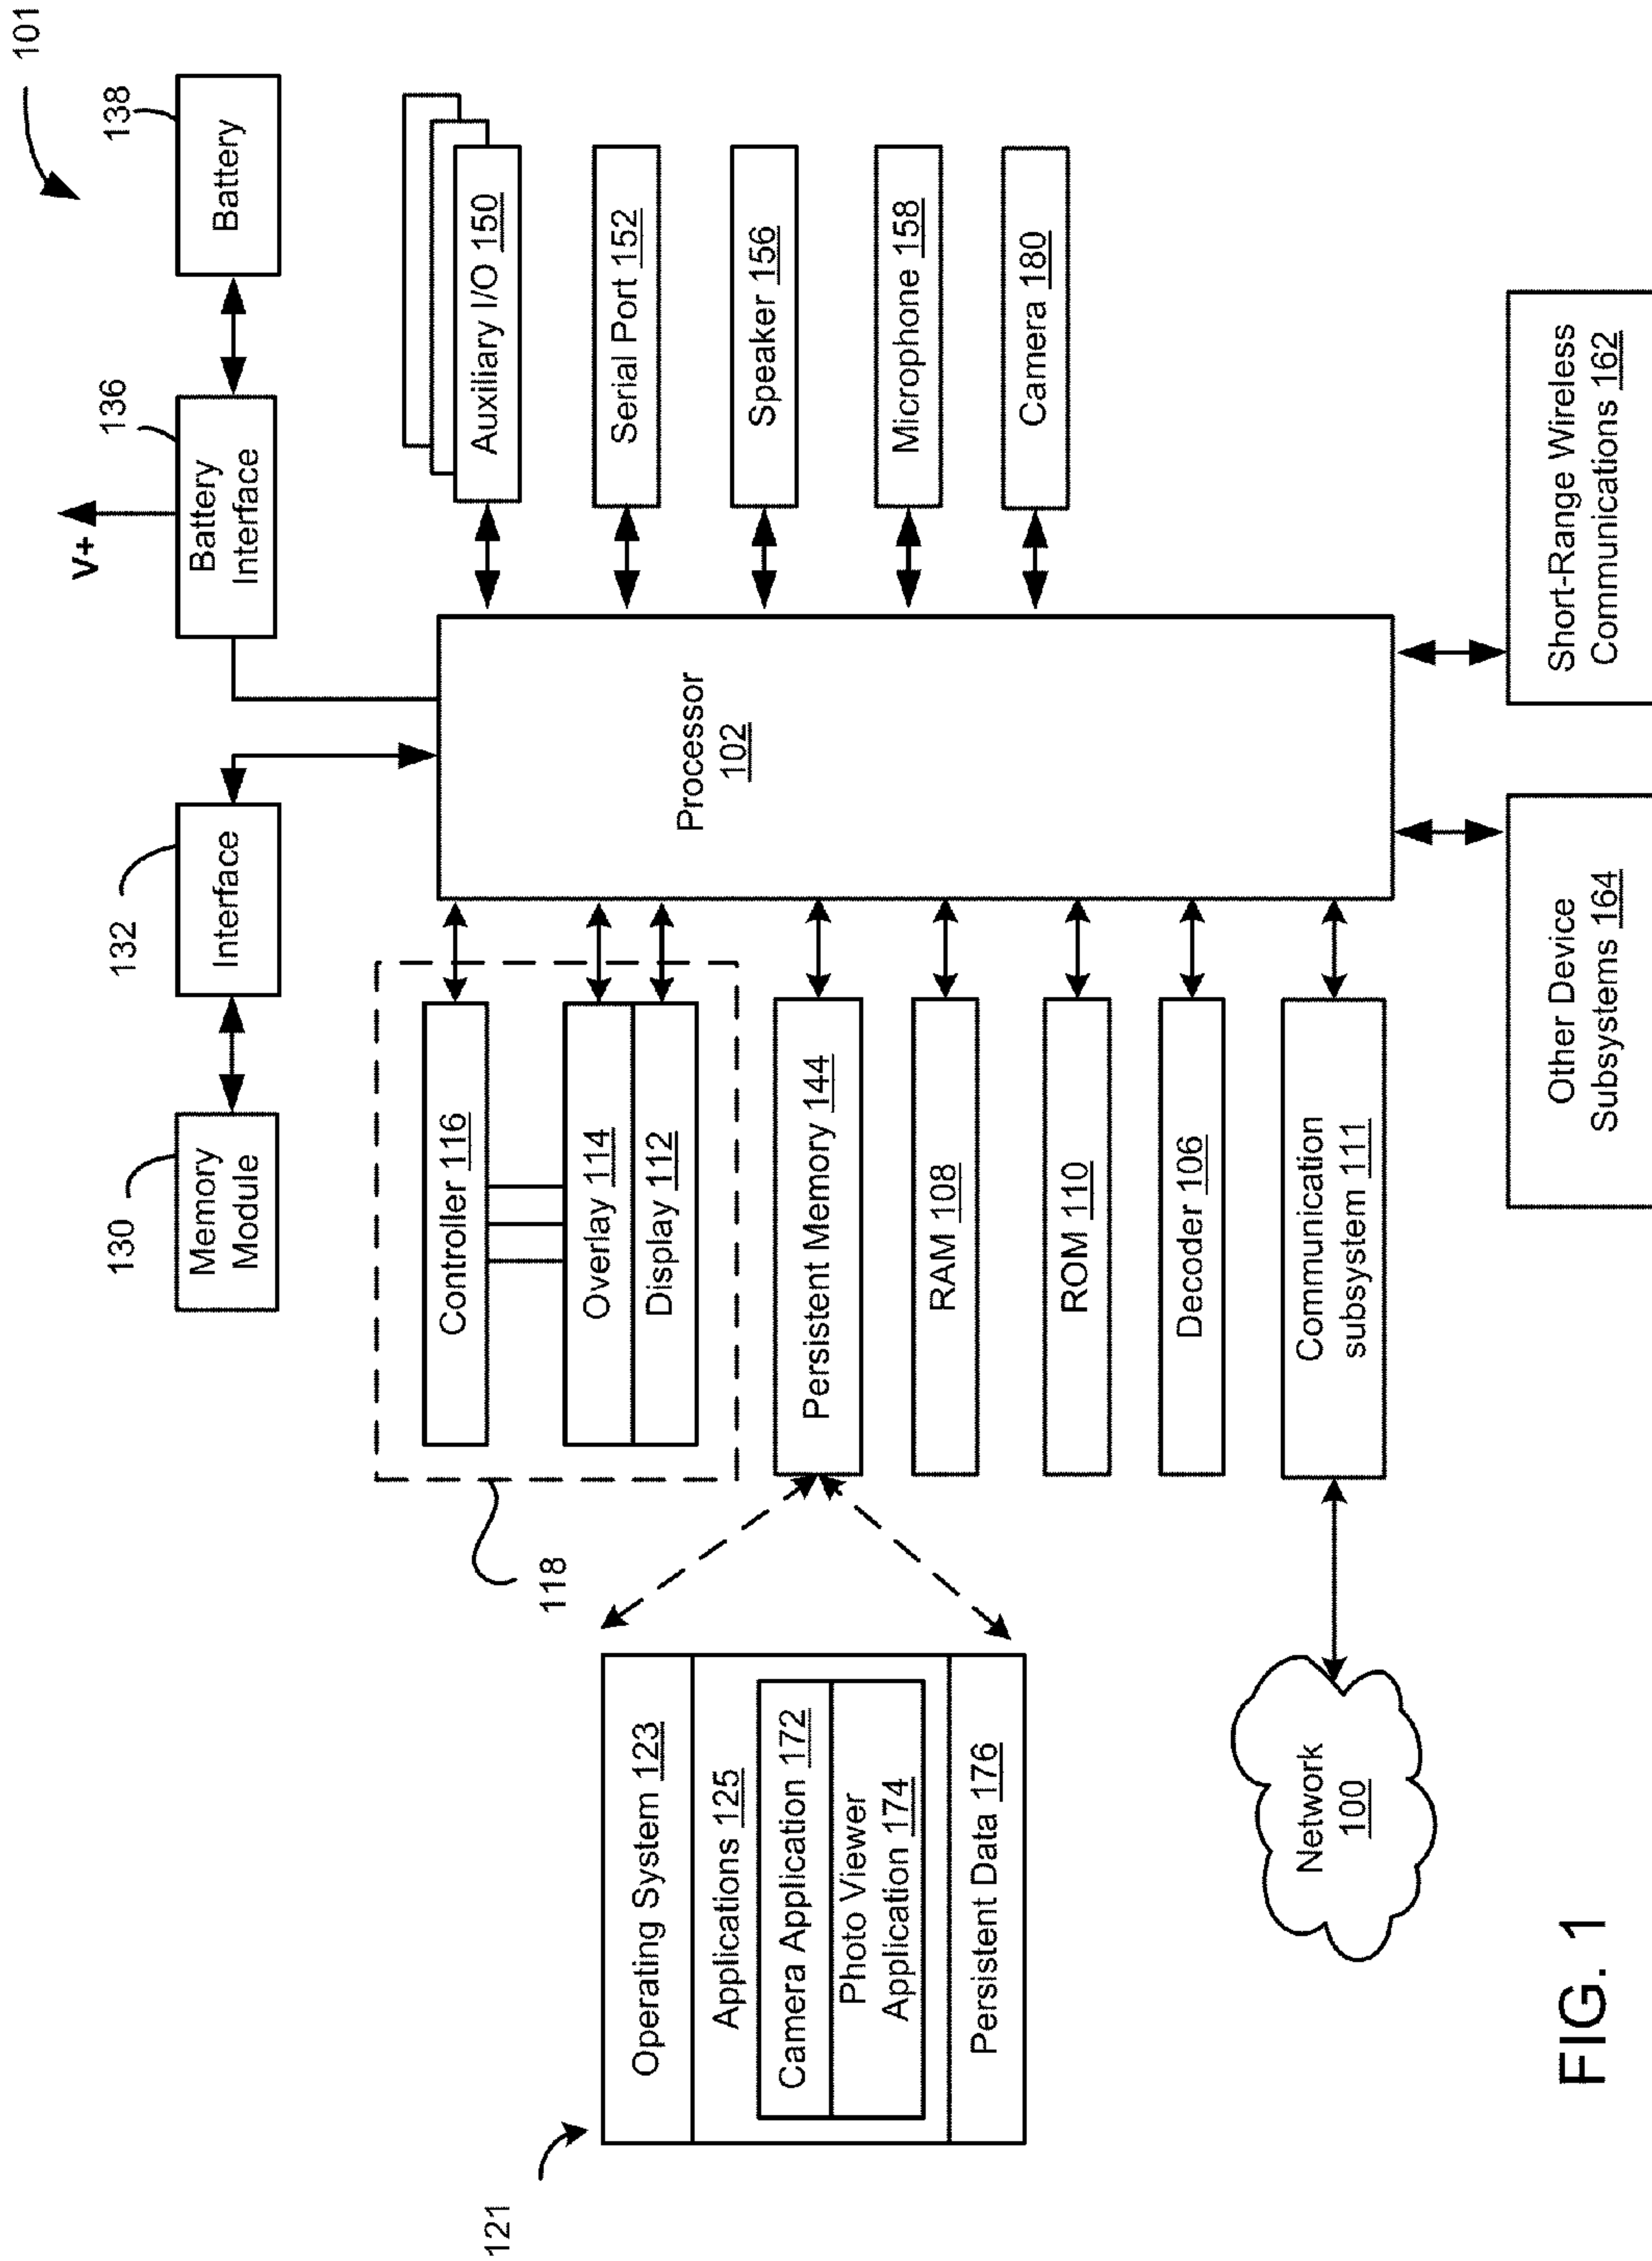 101
V+
130
132
136
138
Memory
Module
Interface
Battery
Interface
Battery
118
Controller 116
Overlay 114
Display 112
Processor
102
Auxiliary I/O 150
Serial Port 152
Speaker 156
Microphone 158
Camera 180
121
Operating System 123
Applications 125
Camera Application 172
Photo Viewer
Application 174
Persistent Data 176
Persistent Memory 144
RAM 108
ROM 110
Decoder 106
Communication
subsystem 111
Network
100
Other Device
Subsystems 164
Short-Range Wireless
Communications 162
FIG. 1